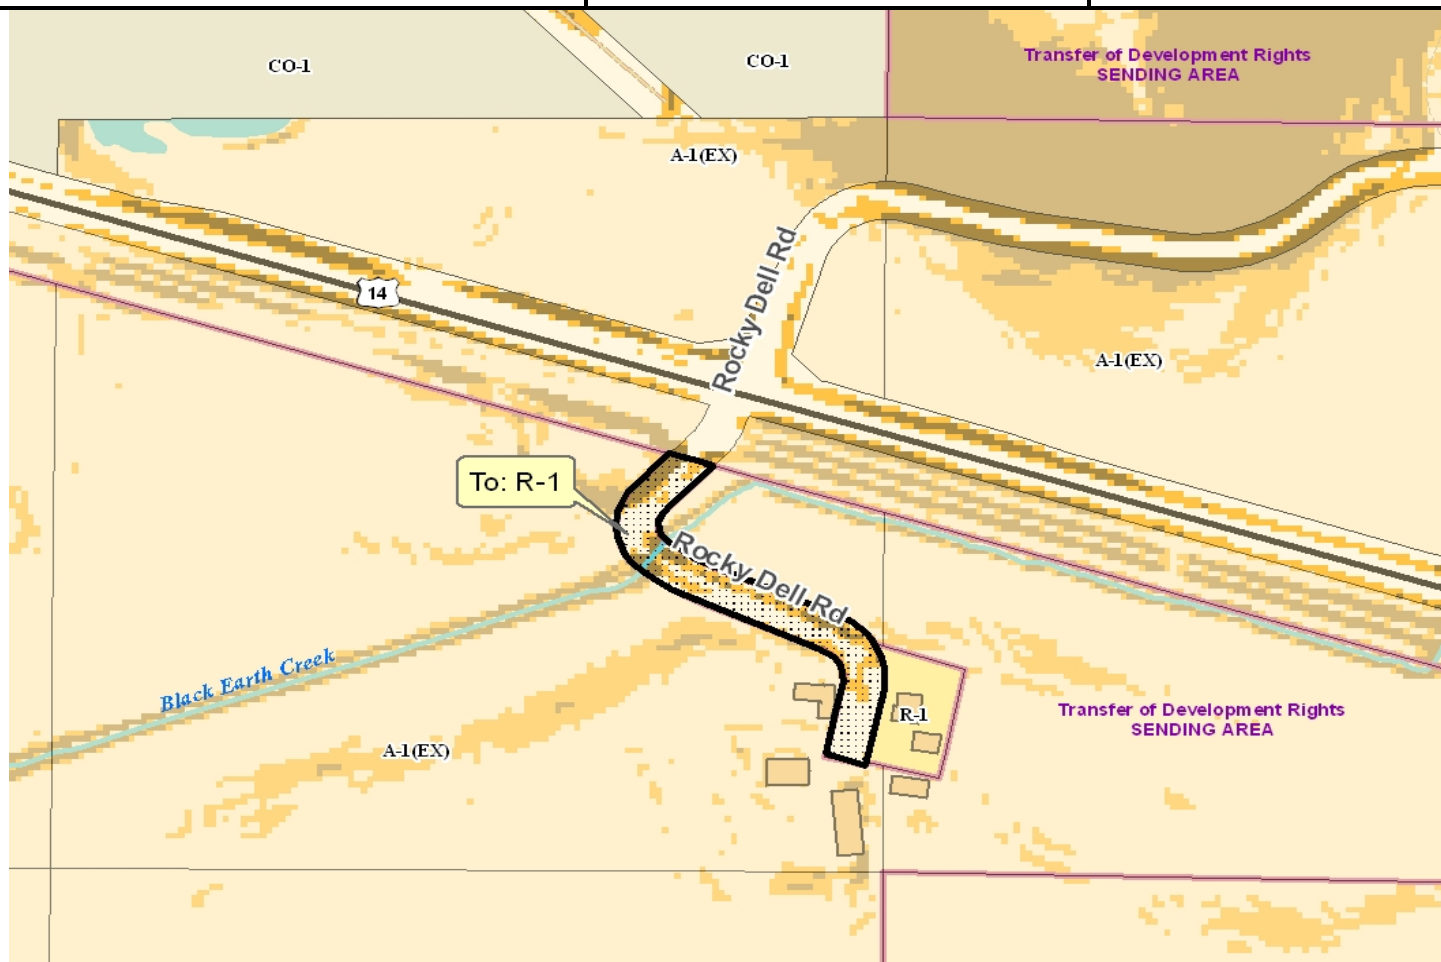 CO-1
CO-1
Transfer of Development Rights
SENDING AREA
A-1(EX)
Rocky Dell Rd
14
A-1(EX)
To: R-1
Rocky Dell Rd
Black Earth Creek
R-1
Transfer of Development Rights
SENDING AREA
A-1(EX)